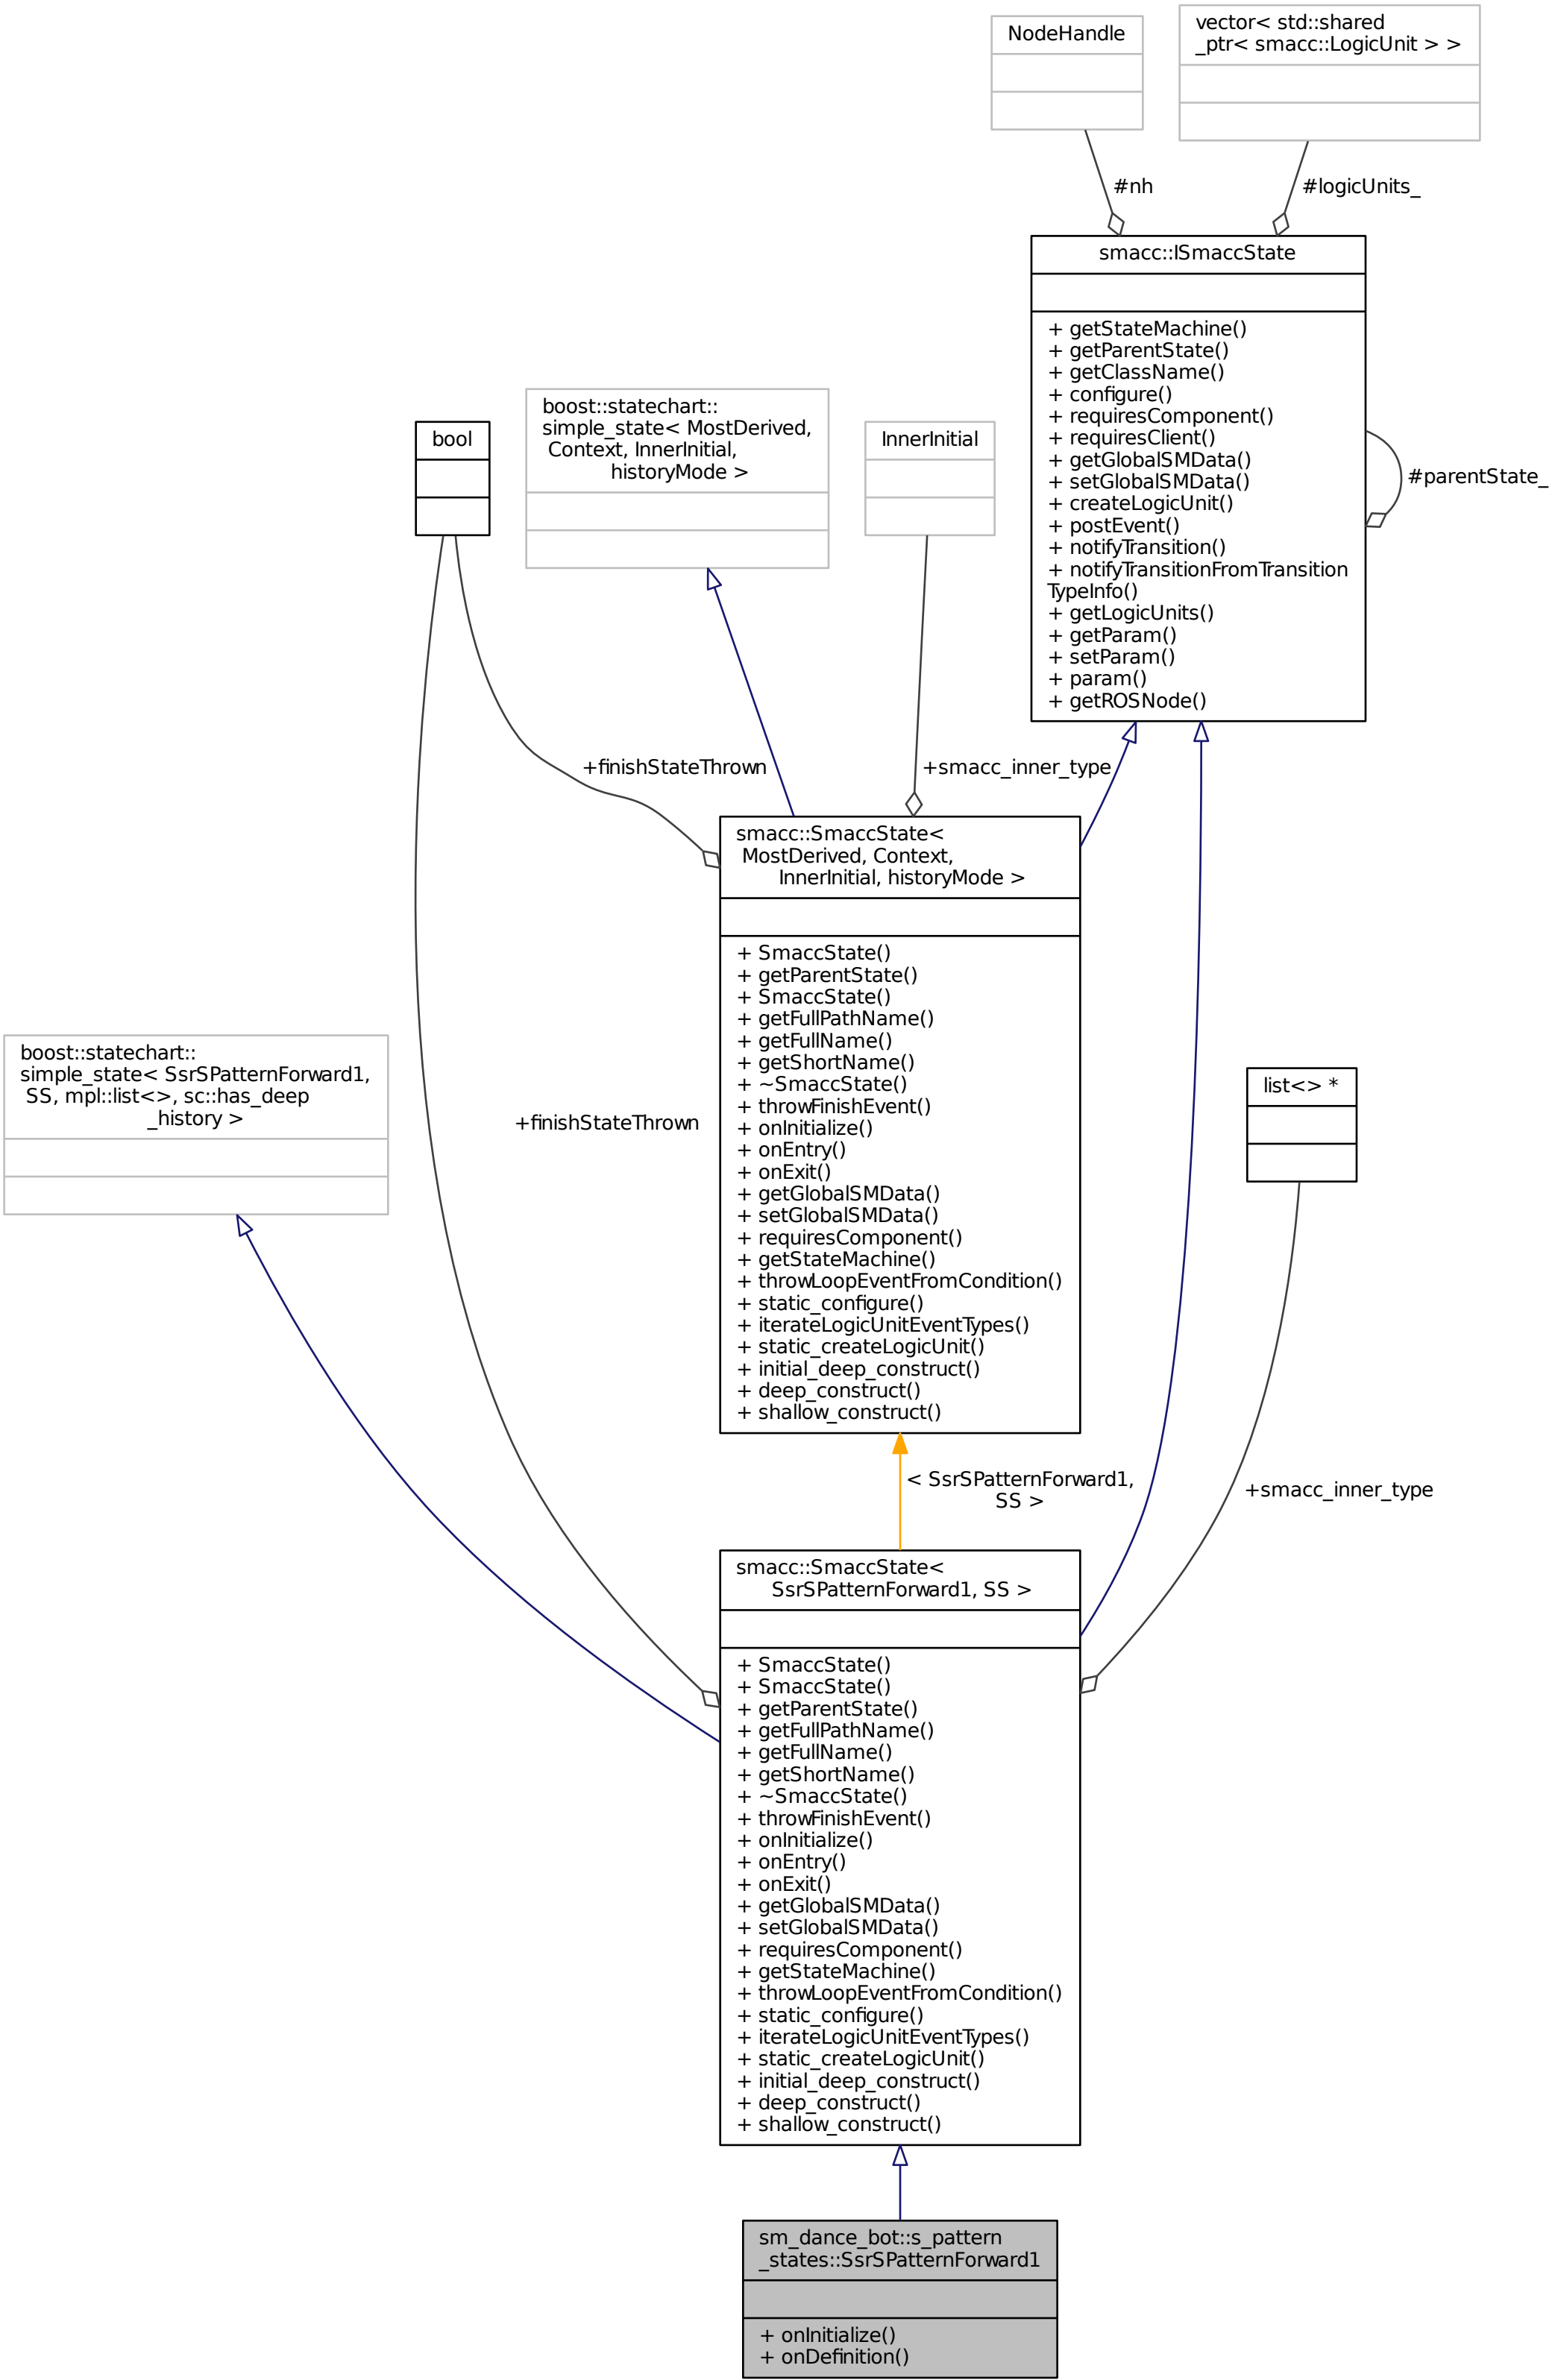 NodeHandle
vector< std::shared
_ptr< smacc::LogicUnit > >
#nh
#logicUnits_
smacc::ISmaccState
+ getStateMachine()
+ getParentState()
+ getClassName()
+ configure()
+ requiresComponent()
+ requiresClient()
+ getGlobalSMData()
+ setGlobalSMData()
+ createLogicUnit()
+ postEvent()
+ notifyTransition()
+ notifyTransitionFromTransition
TypeInfo()
+ getLogicUnits()
+ getParam()
+ setParam()
+ param()
+ getROSNode()
#parentState_
bool
boost::statechart::
simple_state< MostDerived,
Context, InnerInitial,
historyMode >
InnerInitial
+finishStateThrown
+smacc_inner_type
smacc::SmaccState<
MostDerived, Context,
InnerInitial, historyMode >
+ SmaccState()
+ getParentState()
+ SmaccState()
+ getFullPathName()
+ getFullName()
+ getShortName()
+ ~SmaccState()
+ throwFinishEvent()
+ onInitialize()
+ onEntry()
+ onExit()
+ getGlobalSMData()
+ setGlobalSMData()
+ requiresComponent()
+ getStateMachine()
+ throwLoopEventFromCondition()
+ static_configure()
+ iterateLogicUnitEventTypes()
+ static_createLogicUnit()
+ initial_deep_construct()
+ deep_construct()
+ shallow_construct()
boost::statechart::
simple_state< SsrSPatternForward1,
SS, mpl::list<>, sc::has_deep
_history >
+finishStateThrown
list<> *
< SsrSPatternForward1,
SS >
+smacc_inner_type
smacc::SmaccState<
SsrSPatternForward1, SS >
+ SmaccState()
+ SmaccState()
+ getParentState()
+ getFullPathName()
+ getFullName()
+ getShortName()
+ ~SmaccState()
+ throwFinishEvent()
+ onInitialize()
+ onEntry()
+ onExit()
+ getGlobalSMData()
+ setGlobalSMData()
+ requiresComponent()
+ getStateMachine()
+ throwLoopEventFromCondition()
+ static_configure()
+ iterateLogicUnitEventTypes()
+ static_createLogicUnit()
+ initial_deep_construct()
+ deep_construct()
+ shallow_construct()
sm_dance_bot::s_pattern
_states::SsrSPatternForward1
+ onInitialize()
+ onDefinition()